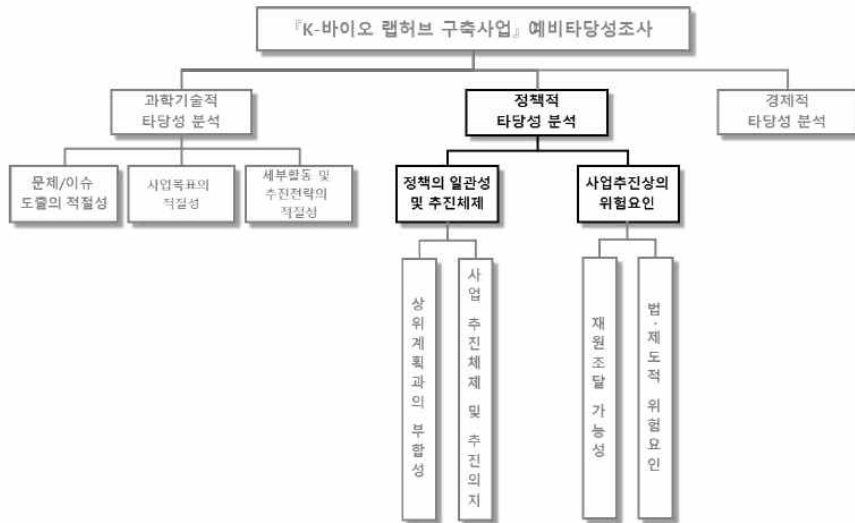 『K-바이오 랩허브 구축사업』 예비타당성조사
과학기술적
타당성 분석
정책적
타당성 분석
경제적
타당성 분석
문제/이슈
도출의 적절성
사업목표의
적절성
세부활동 및
추진전략의
적절성
정책의 일관성
및 추진체제
사업추진상의
위험요인
상위계획과의 부합성
사업 추진체제 및 추진의지
재원조달 가능성
법·제도적 위험요인